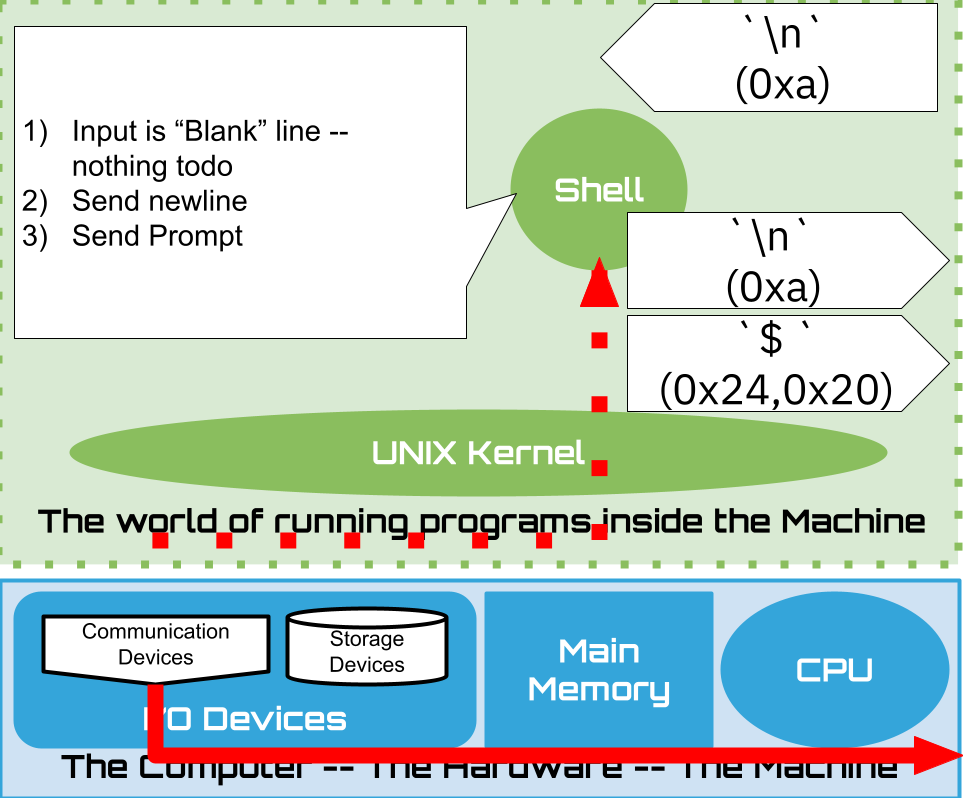 `\n`
(0xa)
1) Input is “Blank” line --
nothing todo
2) Send newline
3) Send Prompt
Shell
`\n`
(0xa)
`$ `
(0x24,0x20)
UNIX Kernel
The world of running programs inside the Machine
Communication
Devices
Storage
Devices
I/O Devices
Main
Memory
CPU
The Computer -- The Hardware -- The Machine